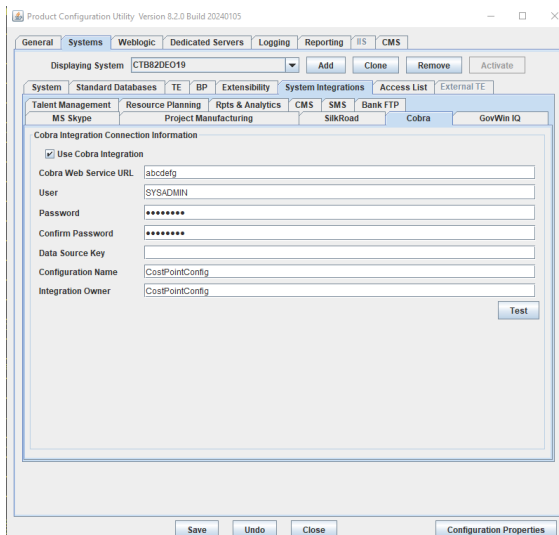 Product Configuration Utility Version 8.2.0 Build 20240105
General Systems Weblogic Dedicated Servers Logging Reporting IIS CMS
Displaying System CTB82DEO19 Add Clone Remove Activate
System Standard Databases TE BP Extensibility System Integrations Access List External TE
Talent Management Resource Planning Rpts & Analytics CMS SMS Bank FTP
MS Skype Project Manufacturing SilkRoad Cobra GovWin IQ
Cobra Integration Connection Information
Use Cobra Integration
Cobra Web Service URL abcdefg
User SYSADMIN
Password ••••••••
Confirm Password ••••••••
Data Source Key
Configuration Name CostPointConfig
Integration Owner CostPointConfig
Test
Save Undo Close Configuration Properties